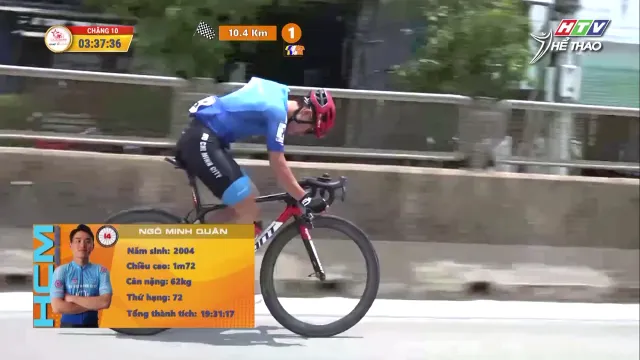 CHẶNG 10
03:37:36
10.4 Km
1
HTV
THỂ THAO
CHI MINH CITY
HCM
14
NGÔ MINH QUÂN
Năm sinh: 2004
Chiều cao: 1m72
Cân nặng: 62kg
Thứ hạng: 72
Tổng thành tích: 19:31:17